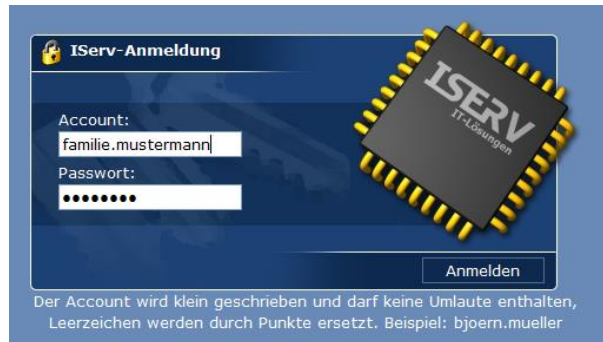 IServ-Anmeldung
ISERV
IT-Lösungen
Account:
familie.mustermann
Passwort:
••••••••
Anmelden
Der Account wird klein geschrieben und darf keine Umlaute enthalten,
Leerzeichen werden durch Punkte ersetzt. Beispiel: bjoern.mueller